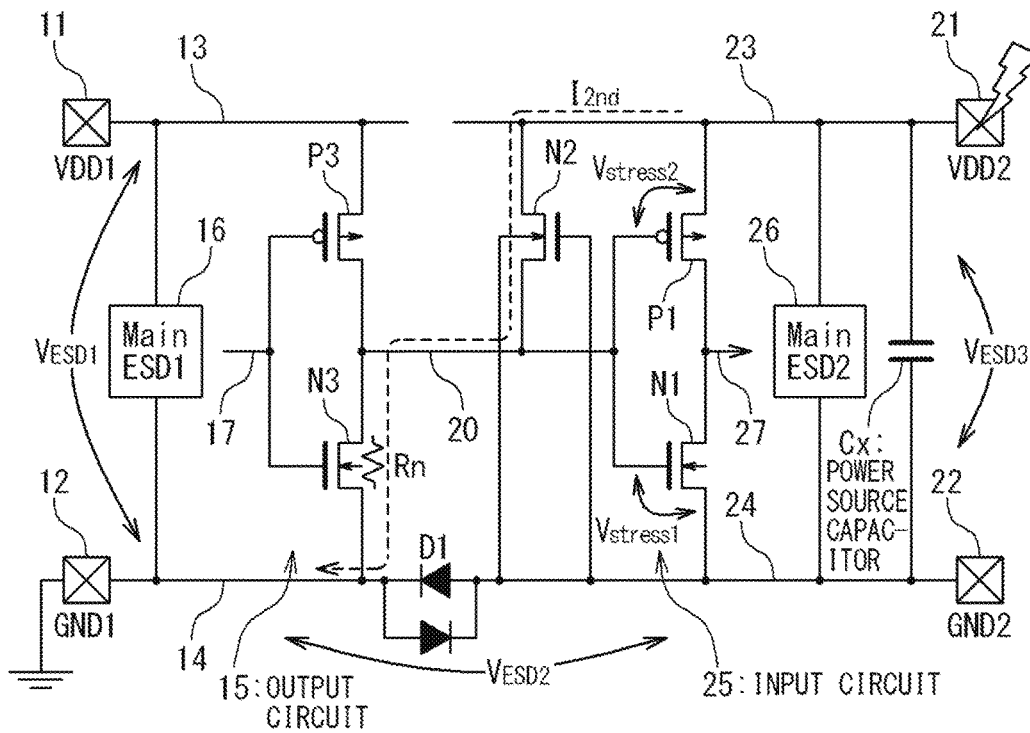 11
13
23
21
I2nd
VDD1
P3
N2
Vstress2
VDD2
16
26
Main
ESD1
P1
Main
ESD2
VESD1
VESD3
17
N3
20
N1
27
Rn
Cx:
POWER
SOURCE
CAPAC-
ITOR
12
Vstress1
24
22
D1
GND1
GND2
14
VESD2
15:OUTPUT
CIRCUIT
25:INPUT CIRCUIT